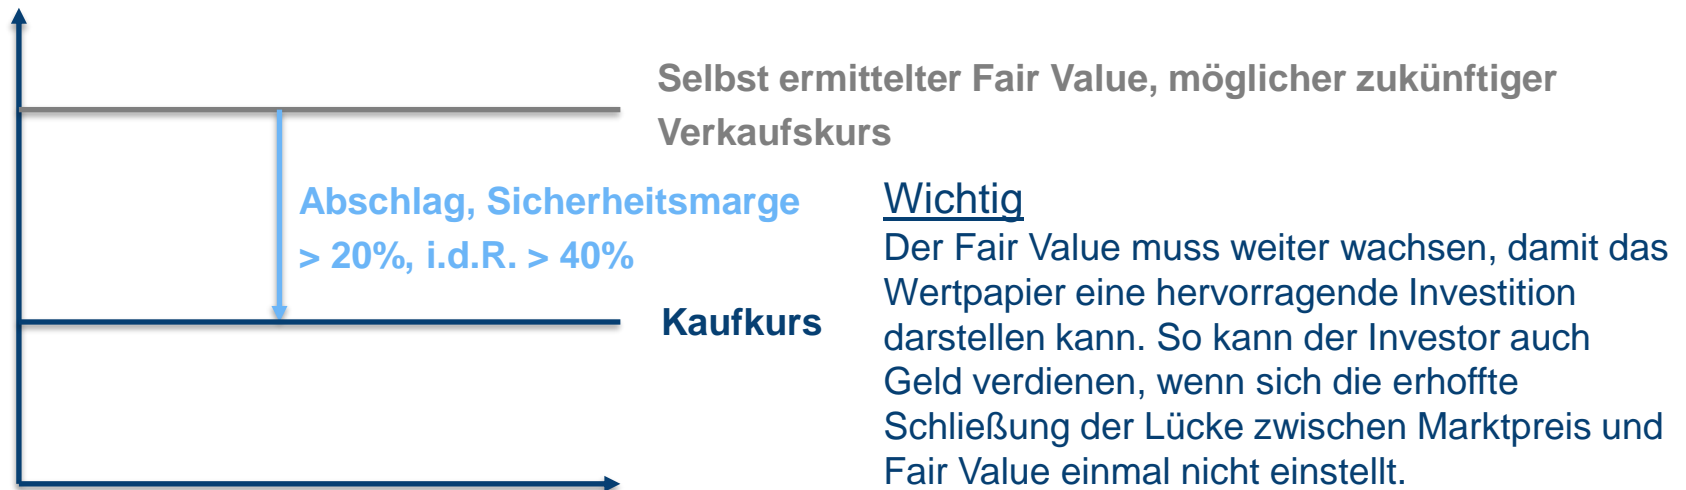 Selbst ermittelter Fair Value, möglicher zukünftiger
Verkaufskurs
Abschlag, Sicherheitsmarge
> 20%, i.d.R. > 40%
Kaufkurs
Wichtig
Der Fair Value muss weiter wachsen, damit das
Wertpapier eine hervorragende Investition
darstellen kann. So kann der Investor auch
Geld verdienen, wenn sich die erhoffte
Schließung der Lücke zwischen Marktpreis und
Fair Value einmal nicht einstellt.